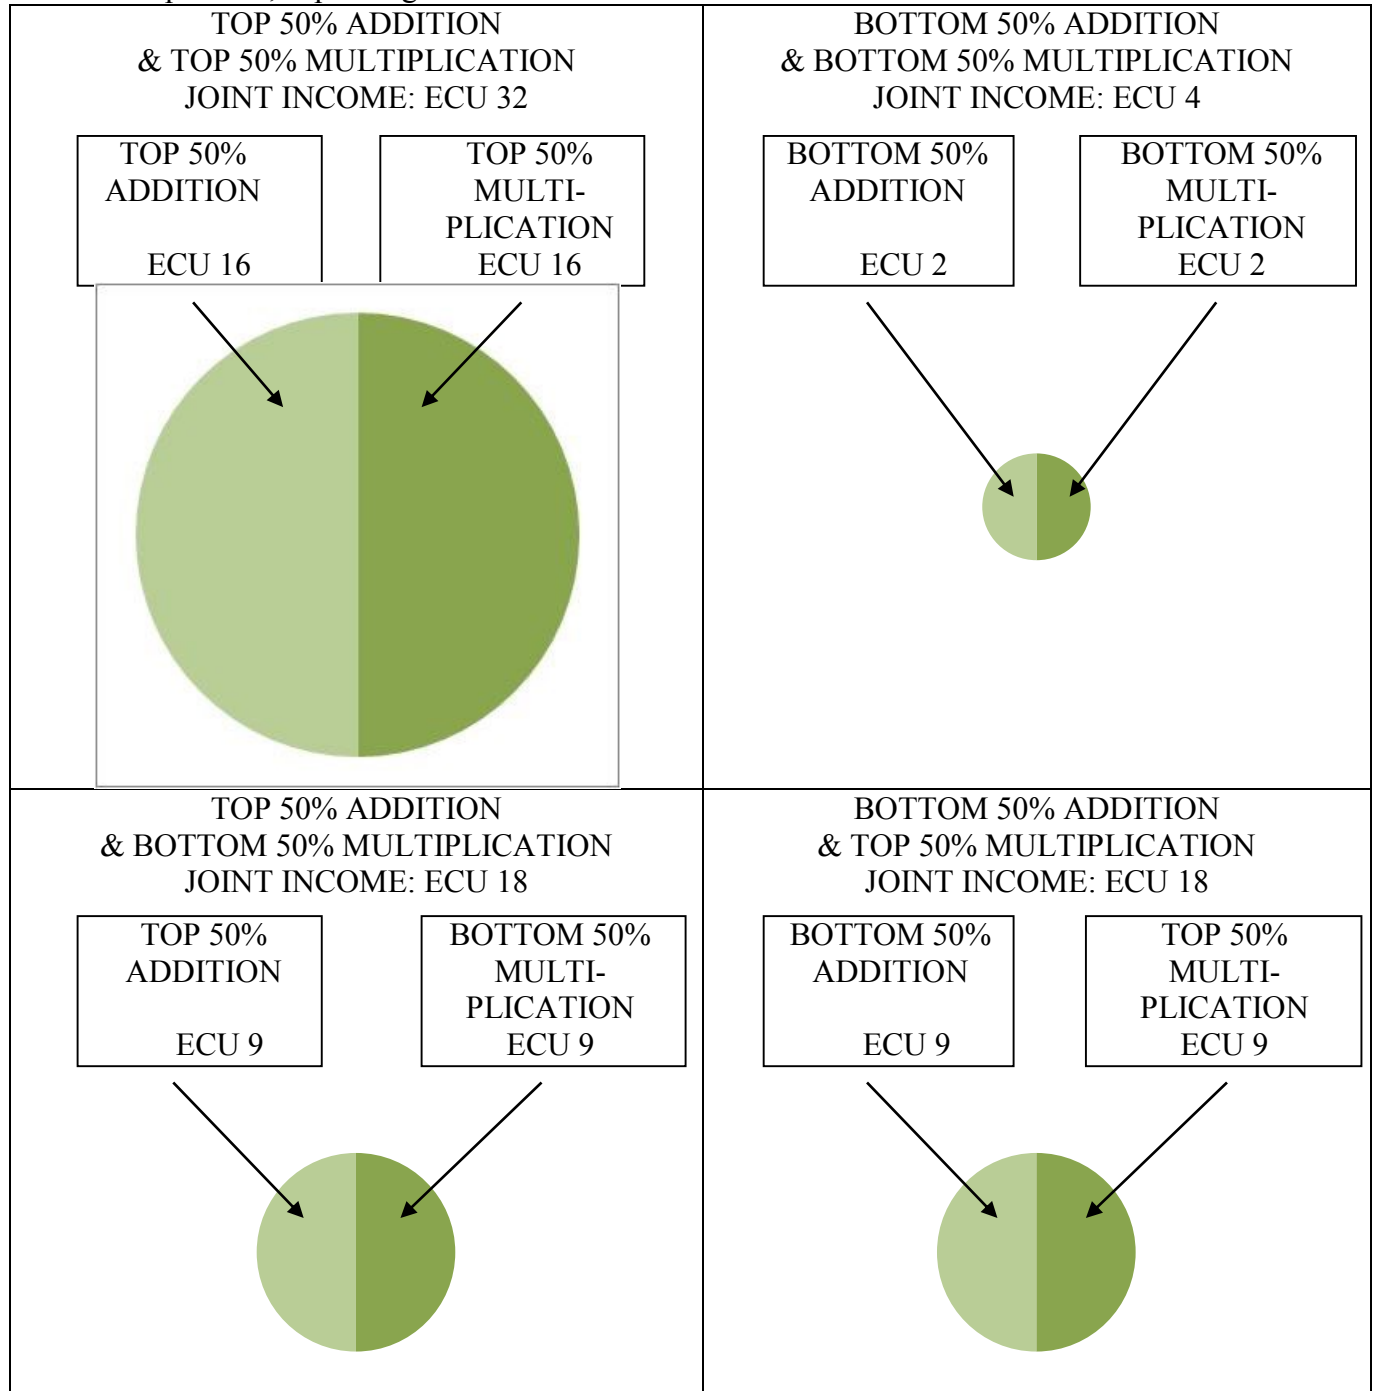 TOP 50% ADDITION
& TOP 50% MULTIPLICATION
JOINT INCOME: ECU 32
TOP 50%
ADDITION
ECU 16
TOP 50%
MULTI-
PLICATION
ECU 16
BOTTOM 50% ADDITION
& BOTTOM 50% MULTIPLICATION
JOINT INCOME: ECU 4
BOTTOM 50%
ADDITION
ECU 2
BOTTOM 50%
MULTI-
PLICATION
ECU 2
TOP 50% ADDITION
& BOTTOM 50% MULTIPLICATION
JOINT INCOME: ECU 18
TOP 50%
ADDITION
ECU 9
BOTTOM 50%
MULTI-
PLICATION
ECU 9
BOTTOM 50% ADDITION
& TOP 50% MULTIPLICATION
JOINT INCOME: ECU 18
BOTTOM 50%
ADDITION
ECU 9
TOP 50%
MULTI-
PLICATION
ECU 9